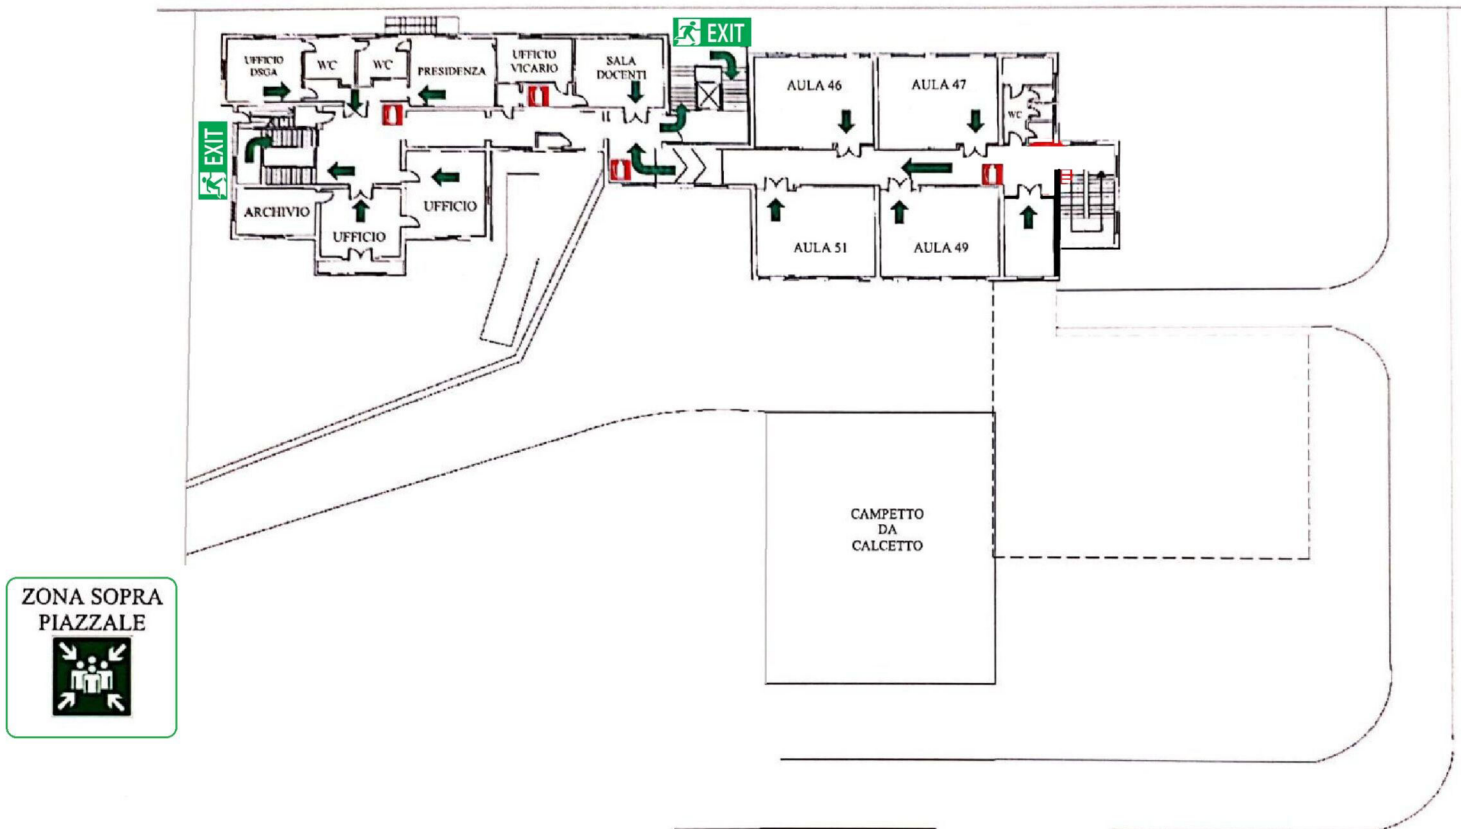 EXIT
UFFICIO
DSGA
WC
WC
PRESIDENZA
UFFICIO
VICARIO
SALA
DOCENTI
AULA 46
AULA 47
WC
EXIT
ARCHIVIO
UFFICIO
UFFICIO
AULA 51
AULA 49
CAMPETTO
DA
CALCETTO
ZONA SOPRA
PIAZZALE